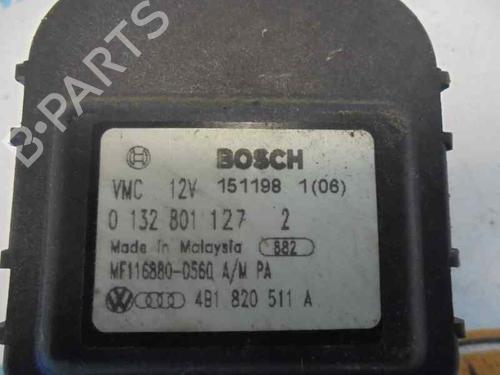 B-PARTS
BOSCH
VMC 12V 151198 1(06)
0 132 801 127 2
Made in Malaysia 882
MF116880-0560 A/M PA
4B1 820 511 A